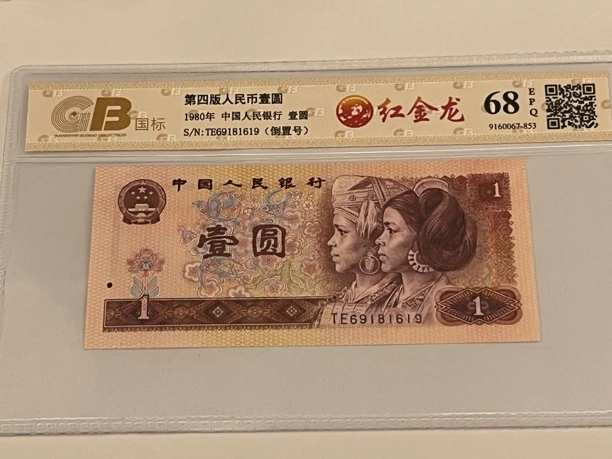 GB 国标
第四版人民币壹圆
1980年 中国人民银行 壹圆
S/N:TE69181619（倒置号）
红金龙
68
EPQ
9160067-853
中国人民银行
1
壹圆
1
1
TE69181619